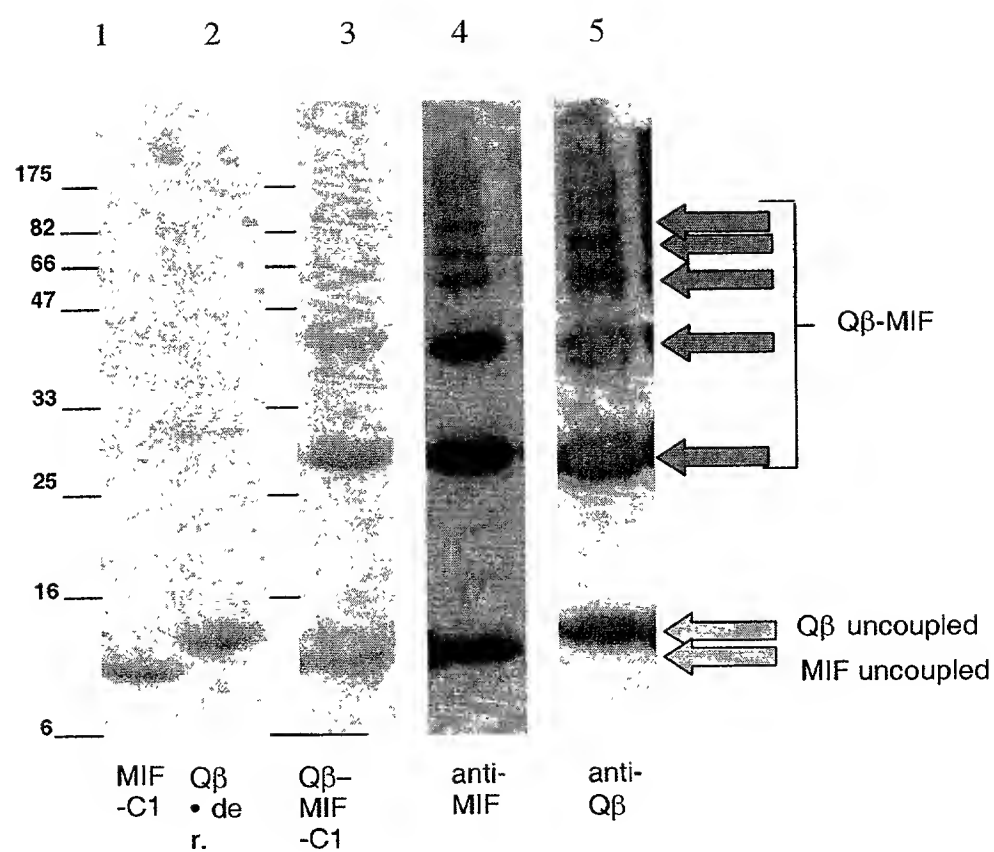 1 2 3 4 5
175
82
66
47
33
25
16
6
Qβ-MIF
Qβ uncoupled
MIF uncoupled
MIF
-C1
Qβ
• de
r.
Qβ–
MIF
-C1
anti-
MIF
anti-
Qβ